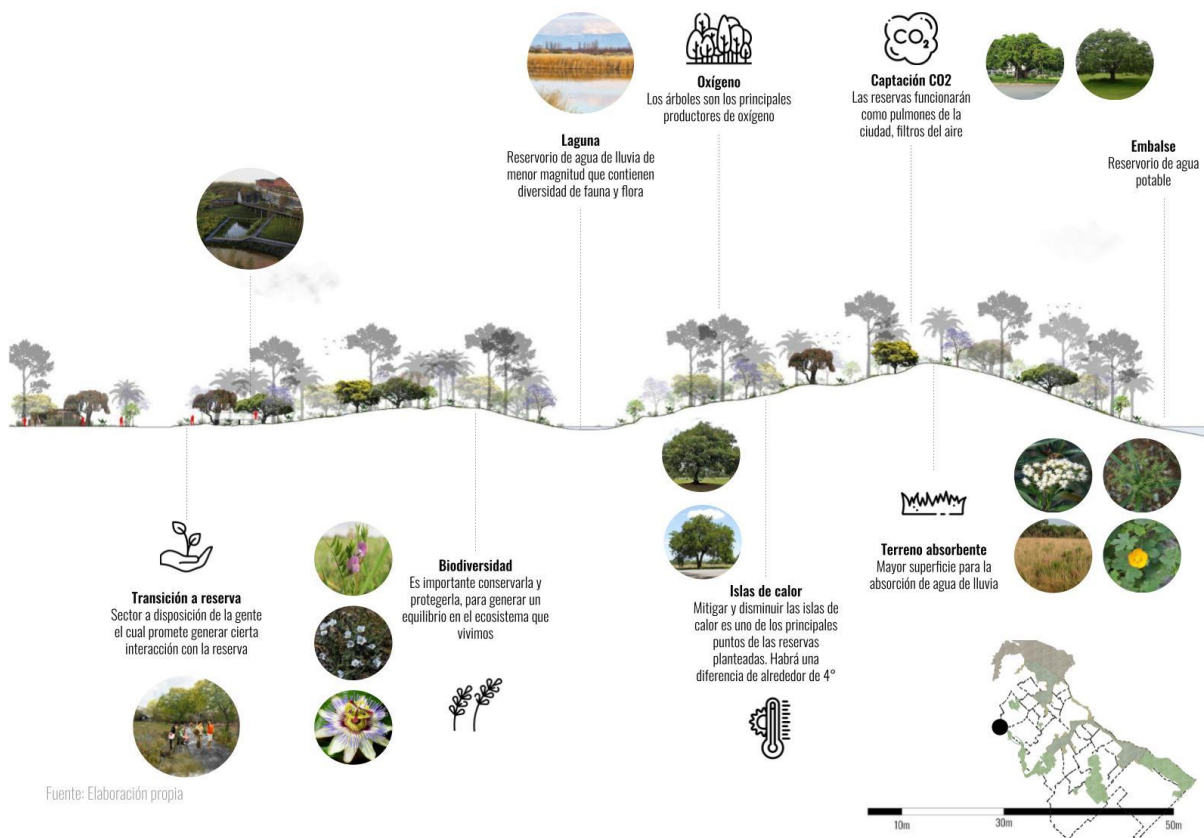 Oxígeno
Los árboles son los principales
productores de oxígeno
CO2
Captación CO2
Las reservas funcionarán
como pulmones de la
ciudad, filtros del aire
Laguna
Reservorio de agua de lluvia de
menor magnitud que contienen
diversidad de fauna y flora
Embalse
Reservorio de agua
potable
Transición a reserva
Sector a disposición de la gente
el cual promete generar cierta
interacción con la reserva
Biodiversidad
Es importante conservarla y
protegerla, para generar un
equilibrio en el ecosistema que
vivimos
Islas de calor
Mitigar y disminuir las islas de
calor es uno de los principales
puntos de las reservas
planteadas. Habrá una
diferencia de alrededor de 4°
Terreno absorbente
Mayor superficie para la
absorción de agua de lluvia
Fuente: Elaboración propia
10m
30m
50m